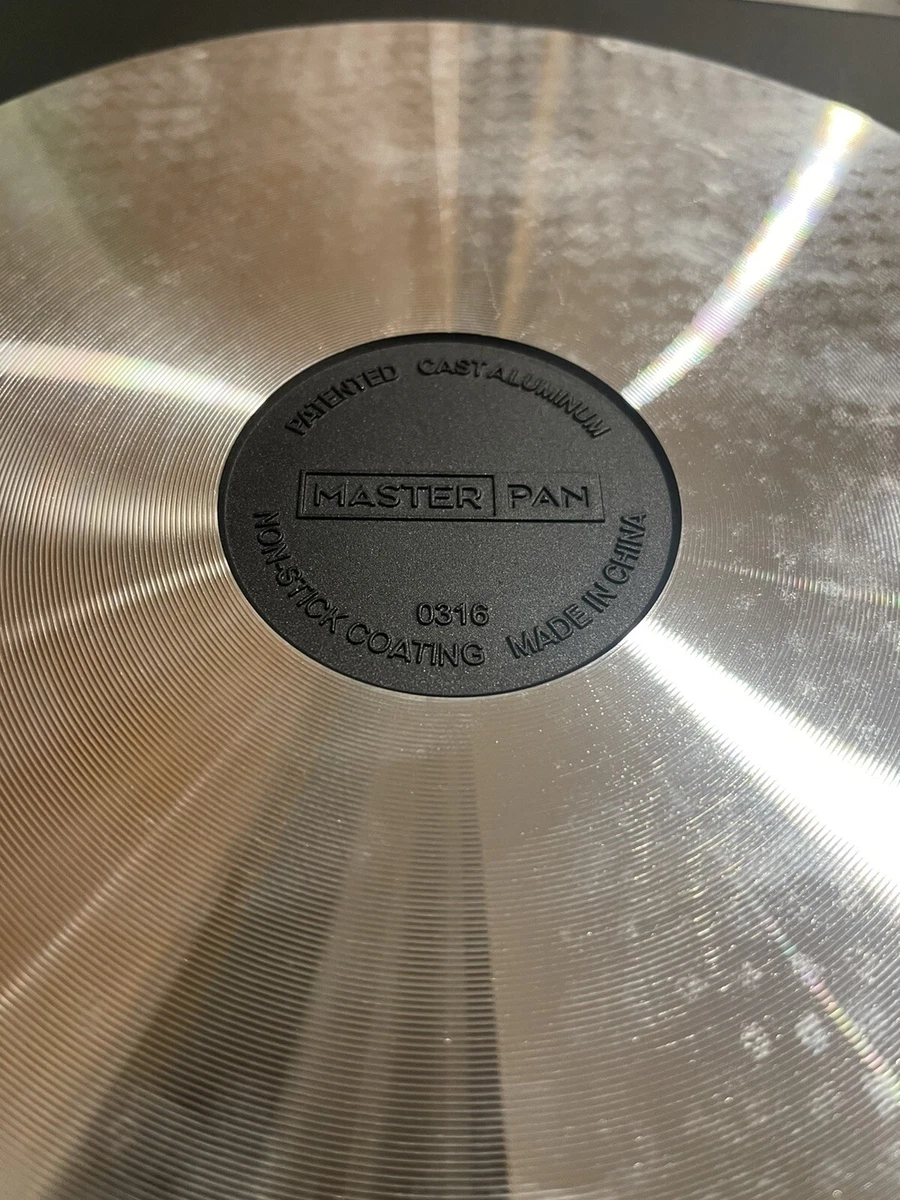 PATENTED CAST ALUMINUM
MASTER PAN
0316
NON-STICK COATING MADE IN CHINA